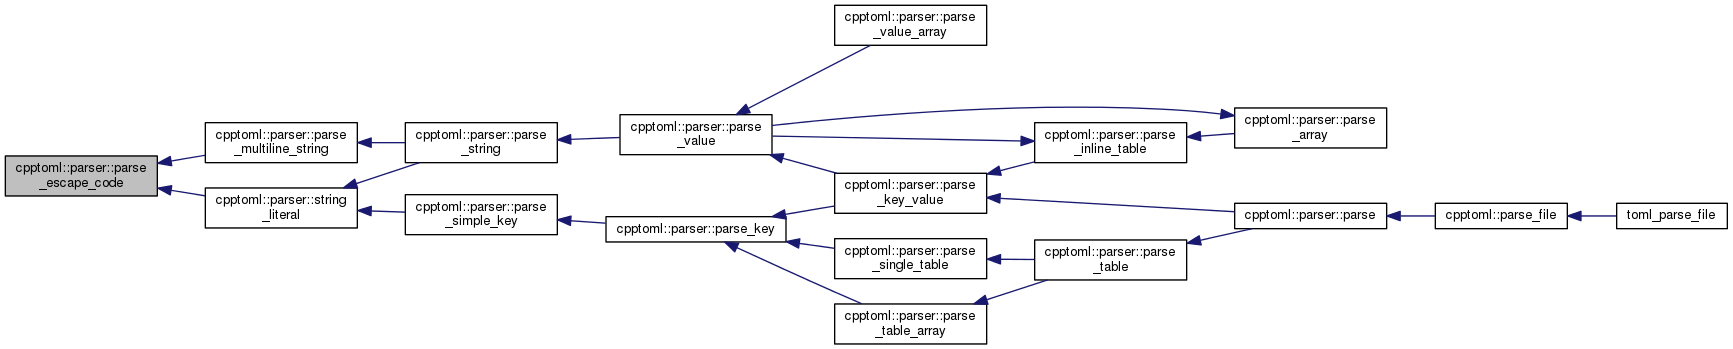 cpptoml::parser::parse
_escape_code
cpptoml::parser::parse
_multiline_string
cpptoml::parser::string
_literal
cpptoml::parser::parse
_string
cpptoml::parser::parse
_simple_key
cpptoml::parser::parse
_value
cpptoml::parser::parse_key
cpptoml::parser::parse
_value_array
cpptoml::parser::parse
_key_value
cpptoml::parser::parse
_single_table
cpptoml::parser::parse
_table_array
cpptoml::parser::parse
_inline_table
cpptoml::parser::parse
_table
cpptoml::parser::parse
_array
cpptoml::parser::parse
cpptoml::parse_file
toml_parse_file